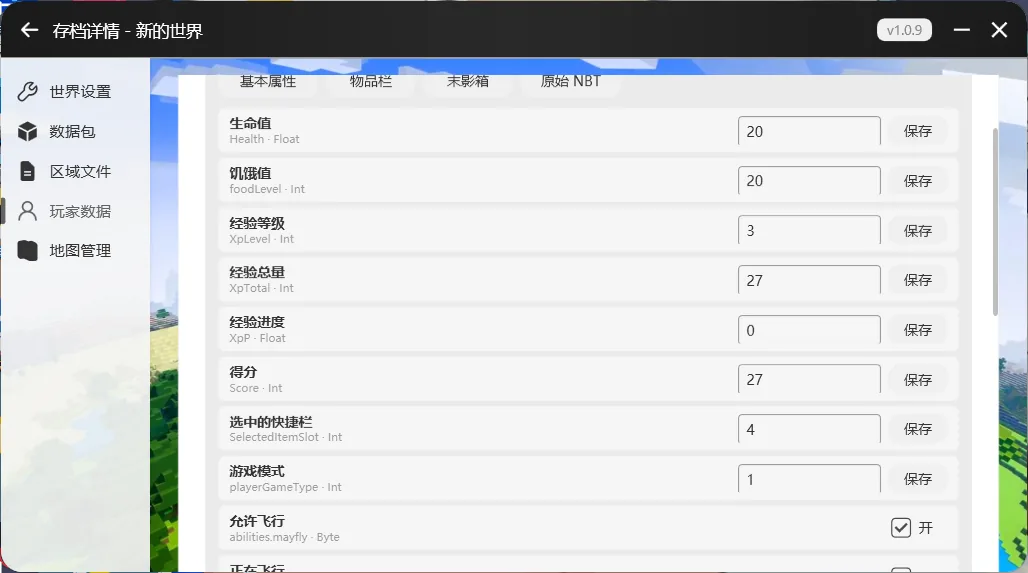 存档详情 - 新的世界
v1.0.9
世界设置
数据包
区域文件
玩家数据
地图管理
基本属性 物品栏 末影箱 原始 NBT
生命值
Health · Float
20 保存
饥饿值
foodLevel · Int
20 保存
经验等级
XpLevel · Int
3 保存
经验总量
XpTotal · Int
27 保存
经验进度
XpP · Float
0 保存
得分
Score · Int
27 保存
选中的快捷栏
SelectedItemSlot · Int
4 保存
游戏模式
playerGameType · Int
1 保存
允许飞行
abilities.mayfly · Byte
开
正在飞行